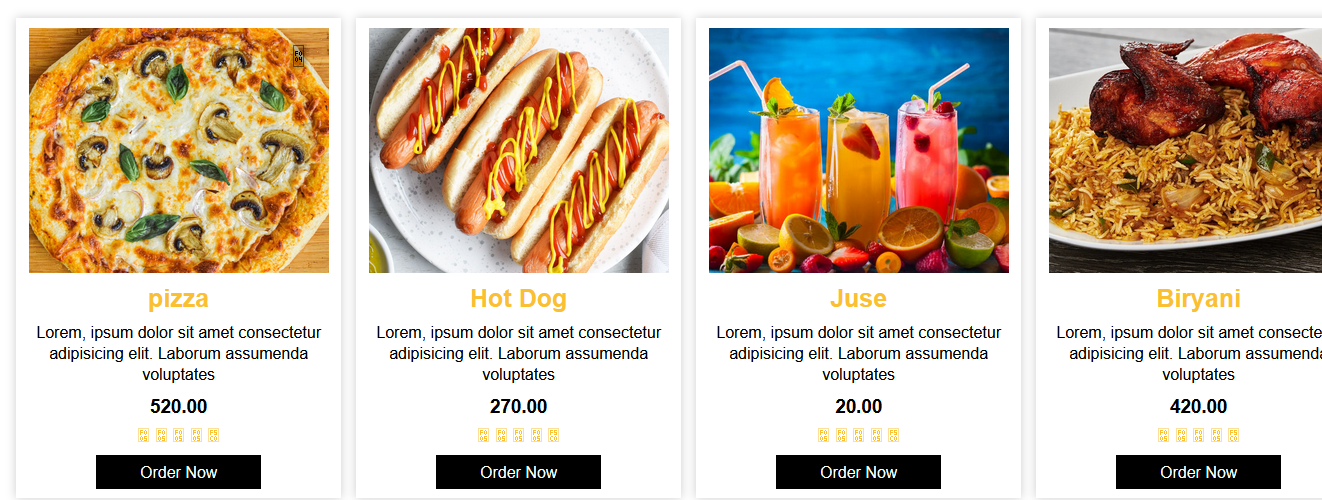 pizza
Lorem, ipsum dolor sit amet consectetur
adipisicing elit. Laborum assumenda
voluptates
520.00
Order Now
Hot Dog
Lorem, ipsum dolor sit amet consectetur
adipisicing elit. Laborum assumenda
voluptates
270.00
Order Now
Juse
Lorem, ipsum dolor sit amet consectetur
adipisicing elit. Laborum assumenda
voluptates
20.00
Order Now
Biryani
Lorem, ipsum dolor sit amet consecte
adipisicing elit. Laborum assumenda
voluptates
420.00
Order Now